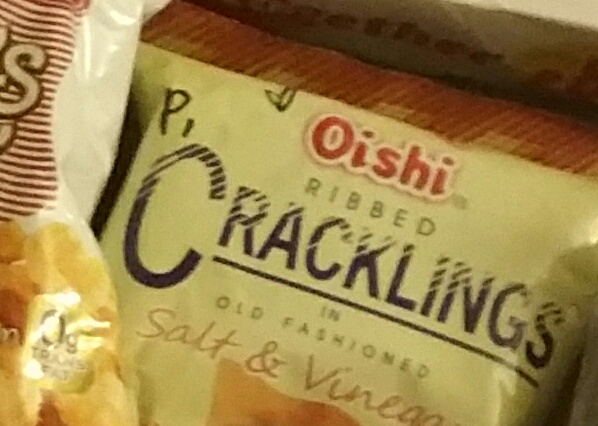 P,
Oishi
RIBBED
CRACKLINGS
IN
OLD FASHIONED
Salt & Vinegar
0g
TRANS
FAT